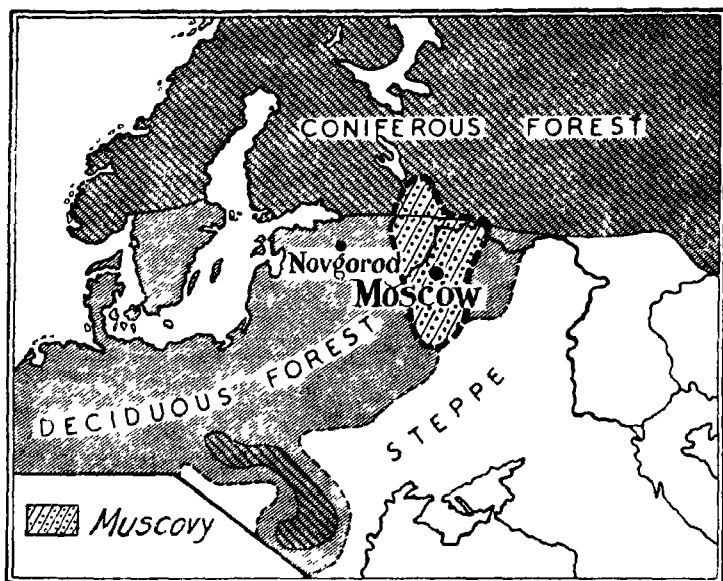 CONIFEROUS FOREST
Novgorod
Moscow
DECIDUOUS FOREST
STEPPE
Muscovy